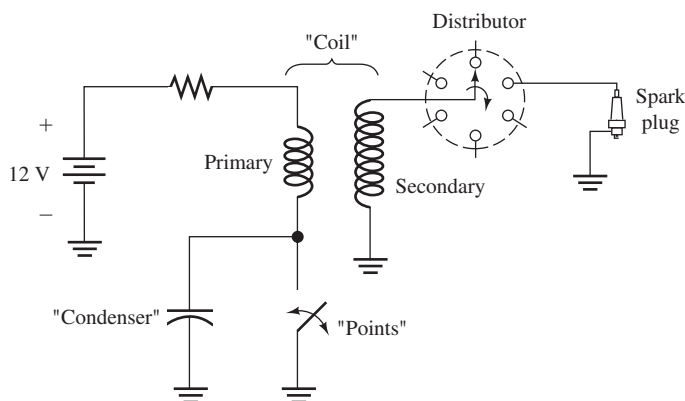 Distributor
"Coil"
Spark
plug
+
12 V
−
Primary
Secondary
"Condenser"
"Points"